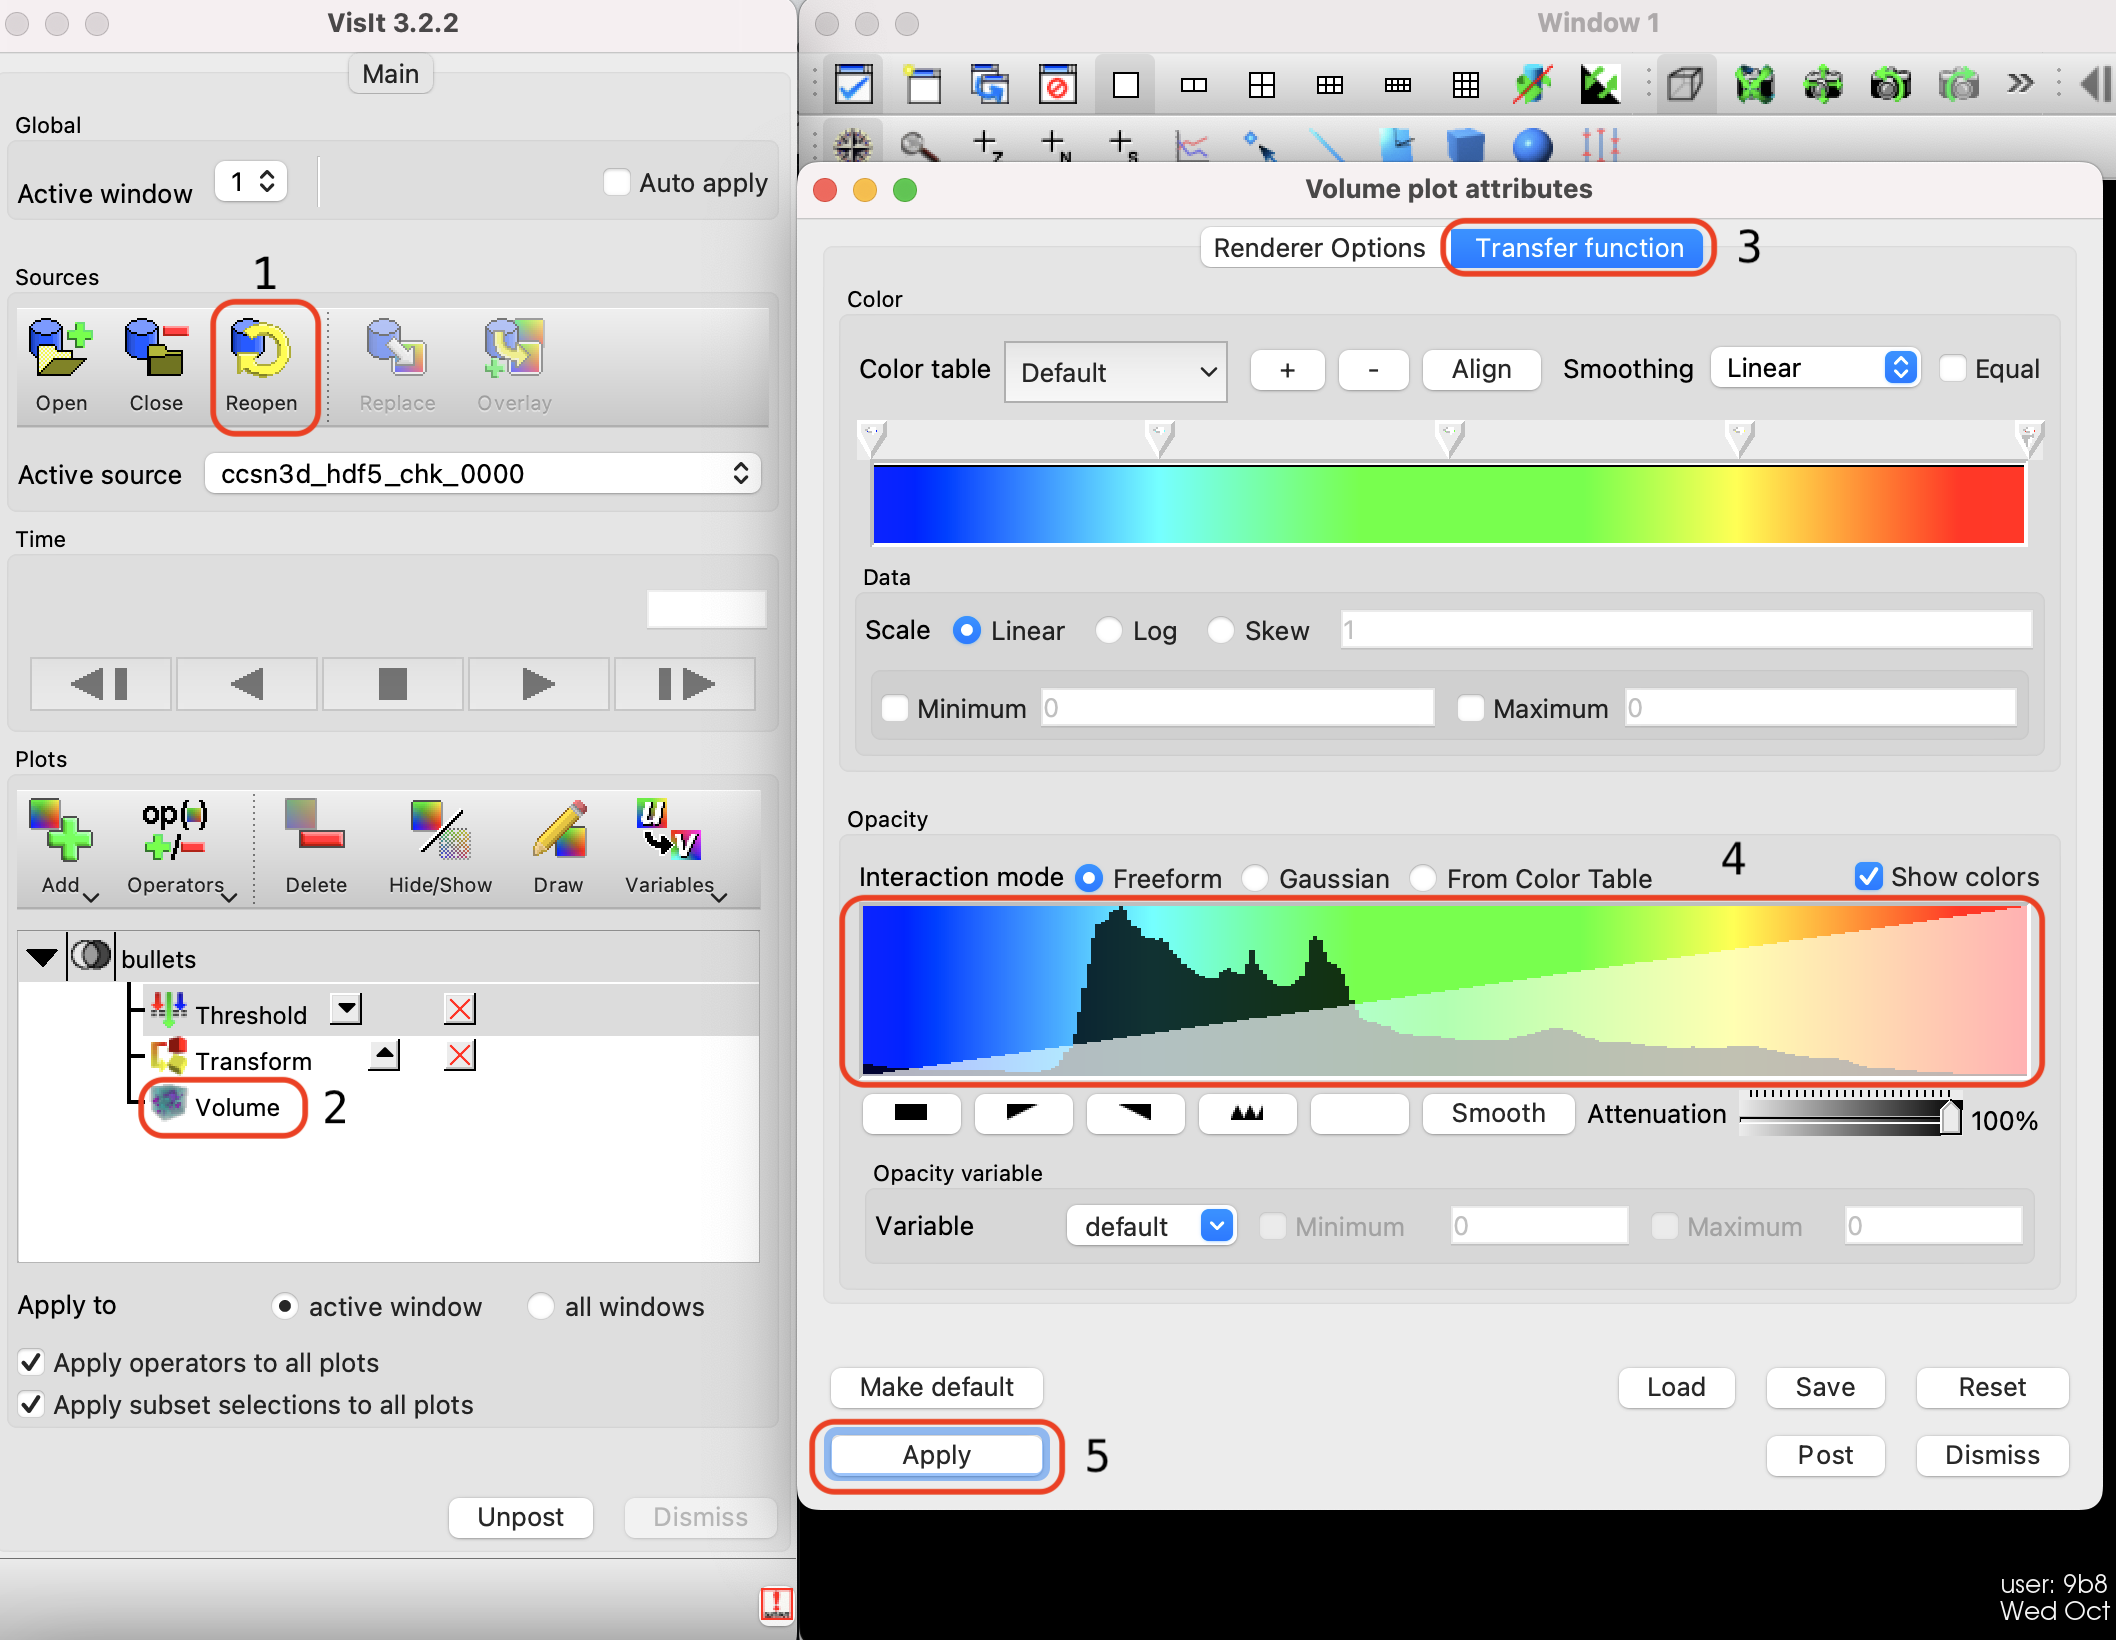 VisIt 3.2.2
Main
Global
Active window 1 Auto apply
Sources 1
Open Close Reopen Replace Overlay
Active source ccsn3d_hdf5_chk_0000
Time
Plots
op(·)
Add Operators Delete Hide/Show Draw Variables
bullets
Threshold
Transform
Volume 2
Apply to active window all windows
Apply operators to all plots
Apply subset selections to all plots
Unpost Dismiss
Window 1
Volume plot attributes
Renderer Options Transfer function 3
Color
Color table Default + - Align Smoothing Linear Equal
Data
Scale Linear Log Skew 1
Minimum 0 Maximum 0
Opacity
Interaction mode Freeform Gaussian From Color Table 4 Show colors
Smooth Attenuation 100%
Opacity variable
Variable default Minimum 0 Maximum 0
Make default Load Save Reset
Apply 5 Post Dismiss
user: 9b8
Wed Oct